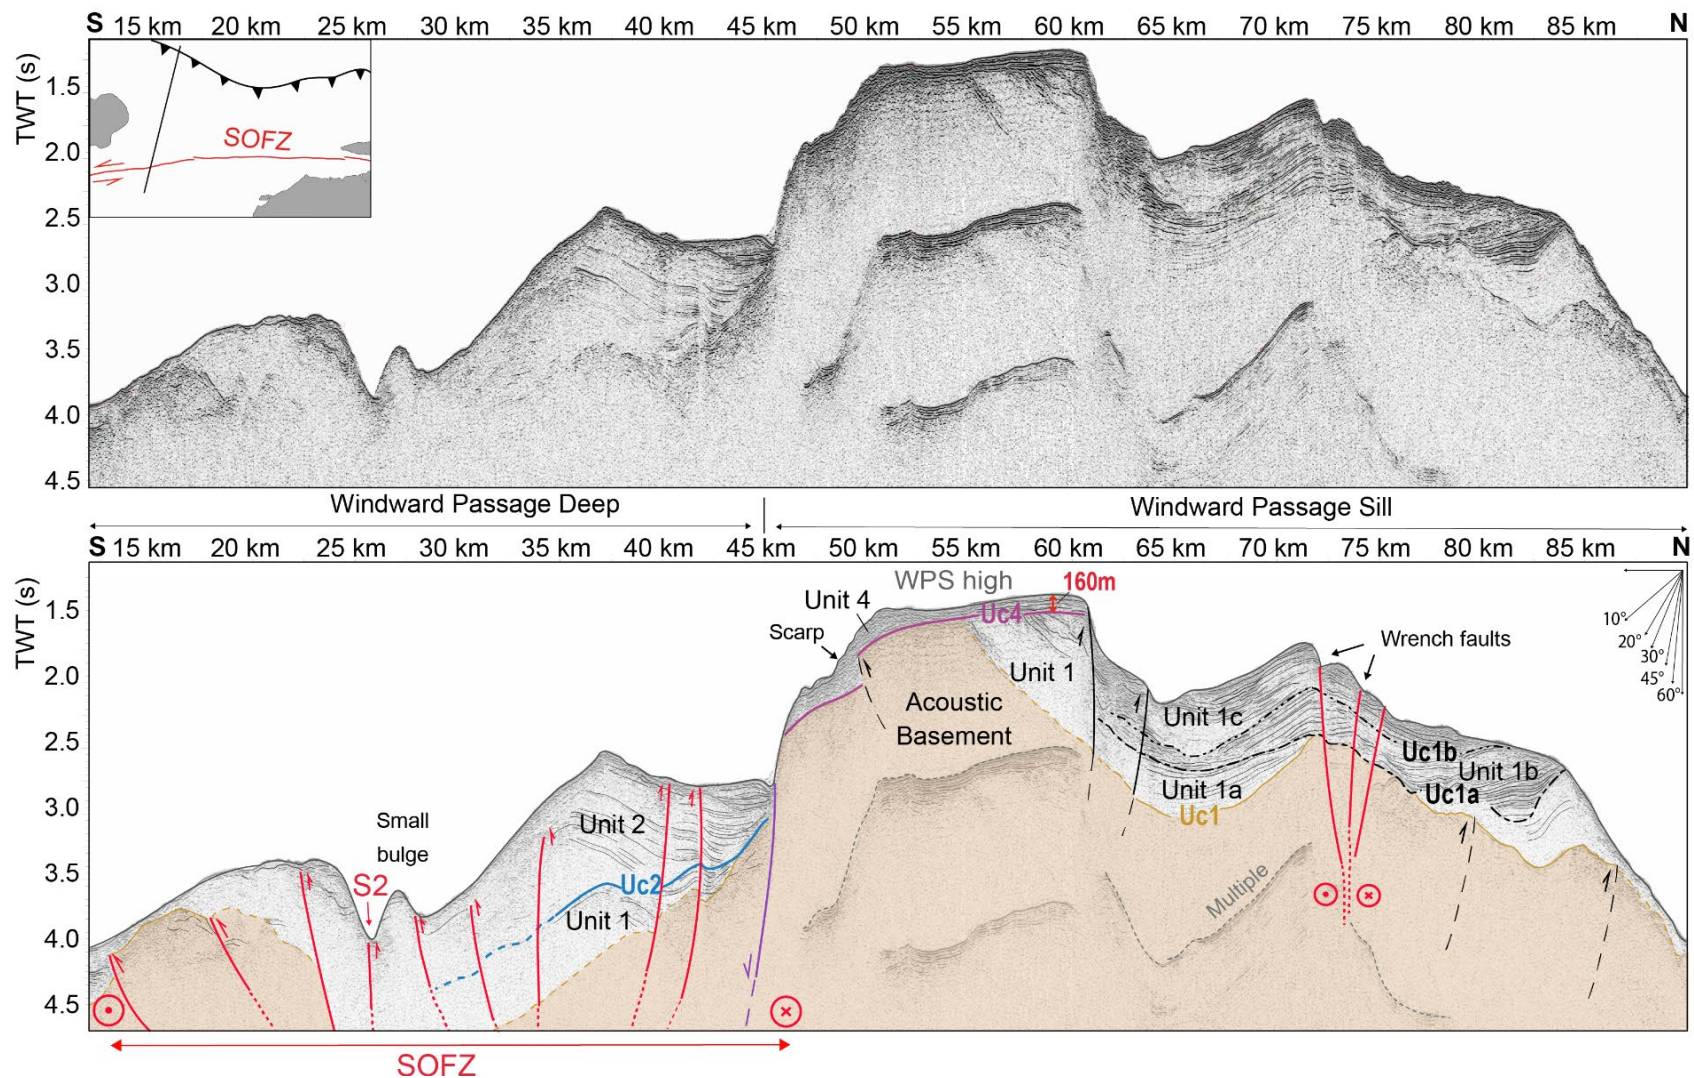 S 15 km 20 km 25 km 30 km 35 km 40 km 45 km 50 km 55 km 60 km 65 km 70 km 75 km 80 km 85 km N
TWT (s)
1.5
2.0
2.5
3.0
3.5
4.0
4.5
SOFZ
Windward Passage Deep
Windward Passage Sill
S 15 km 20 km 25 km 30 km 35 km 40 km 45 km 50 km 55 km 60 km 65 km 70 km 75 km 80 km 85 km N
TWT (s)
1.5
2.0
2.5
3.0
3.5
4.0
4.5
WPS high
160m
Unit 4
Uc4
Scarp
Unit 1
Acoustic
Basement
Wrench faults
10°
20°
30°
45°
60°
Unit 1c
Uc1b
Unit 1b
Unit 1a
Uc1a
Uc1
Small
bulge
S2
Unit 2
Uc2
Unit 1
Multiple
SOFZ